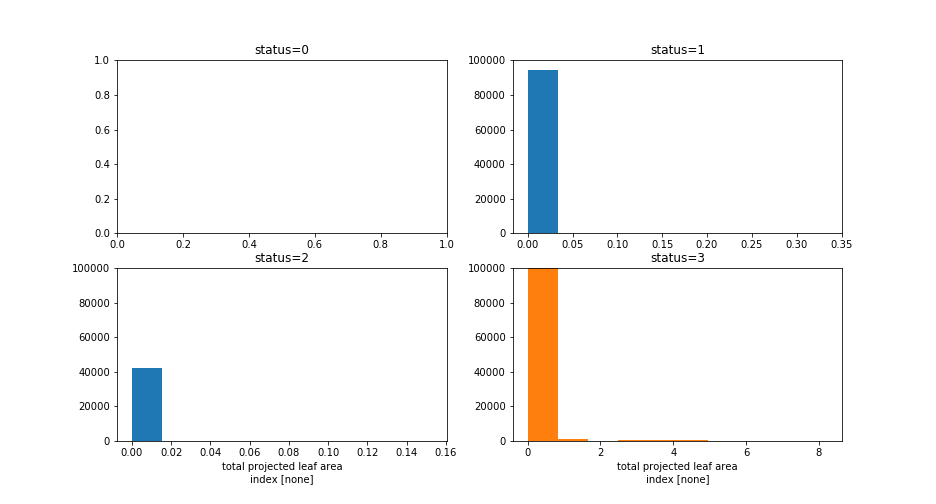 status=0
1.0
0.8
0.6
0.4
0.2
0.0
0.0 0.2 0.4 0.6 0.8 1.0
status=1
100000
80000
60000
40000
20000
0
0.00 0.05 0.10 0.15 0.20 0.25 0.30 0.35
status=2
100000
80000
60000
40000
20000
0
0.00 0.02 0.04 0.06 0.08 0.10 0.12 0.14 0.16
total projected leaf area
index [none]
status=3
100000
80000
60000
40000
20000
0
0 2 4 6 8
total projected leaf area
index [none]